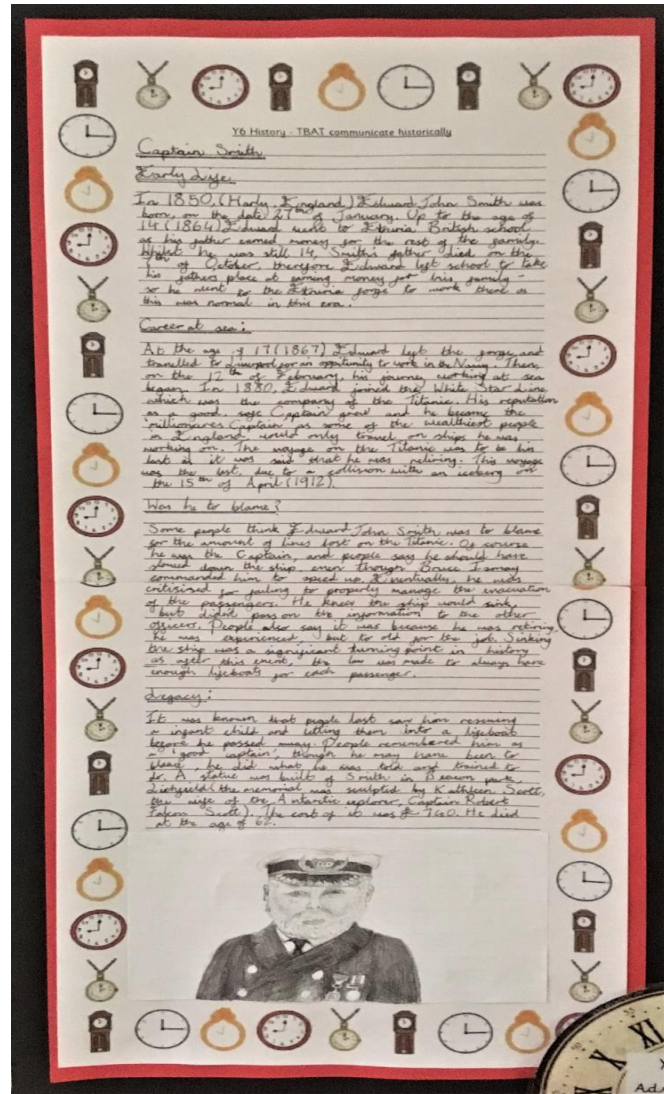 Y6 History - TBAT communicate historically
Captain Smith
Early Life:
In 1850, (Hanly, England) Edward John Smith was
born, on the date) 27th of January. Up to the age of
14 (1864) Edward went to Etruria British school
as his father earned money for the rest of the family.
Whilst he was still 14, Smith's father died on the
of October, therefore Edward left school to take
his fathers place at earning money for his family
so he went to the Etruria forge to work there as
this was normal in this era.
Career at sea:
At the age of 17 (1867) Edward left the forge and
travelled to Liverpool for an oppertunity to work in the Navy. Then,
on the 12th of February, his journey working at sea
began. In 1880, Edward joined the White Star Line
which was the company of the Titanic. His reputation
as a good, safe Captain grew and he became the
millionaires Captain as some of the wealthiest people
in England would only travel on ships he was
working on. The voyage on the Titanic was to be his
last as it was said that he was retiring. This voyage
was the last, due to a collision with an iceberg on
the 15th of April (1912).
Was he to blame?
Some people think Edward John Smith was to blame
for the amount of lives lost on the Titanic. Of course
he was the Captain, and people say he should have
slowed down the ship even though Bruce Ismay
commanded him to speed up. Eventually, he was
critisised for failing to properly manage the evacuation
of the passengers. He knew the ship would sink,
but didnt pass on the information to the other
officers. People also say it was because he was retiring,
he was experienced, but to old for the job. Sinking
the ship was a significant turning point in history
as after this event, the law was made to always have
enough lifeboats for each passenger.
Legacy:
It was known that people last saw him rescuing
a infant child and letting them into a lifeboat
before he passed away. People remembered him as
'good captain' though he may have been to
blame, he did what he was told and trained to
do. A statue was built of Smith in Beacon park,
Lichfield (the memorial was sculpted by Kathleen Scott,
the wife of the Antarctic explorer, Captain Robert
Falcon Scott). The cost of it was £740. He died
at the age of 62.
XI
X
IX
X
Ad